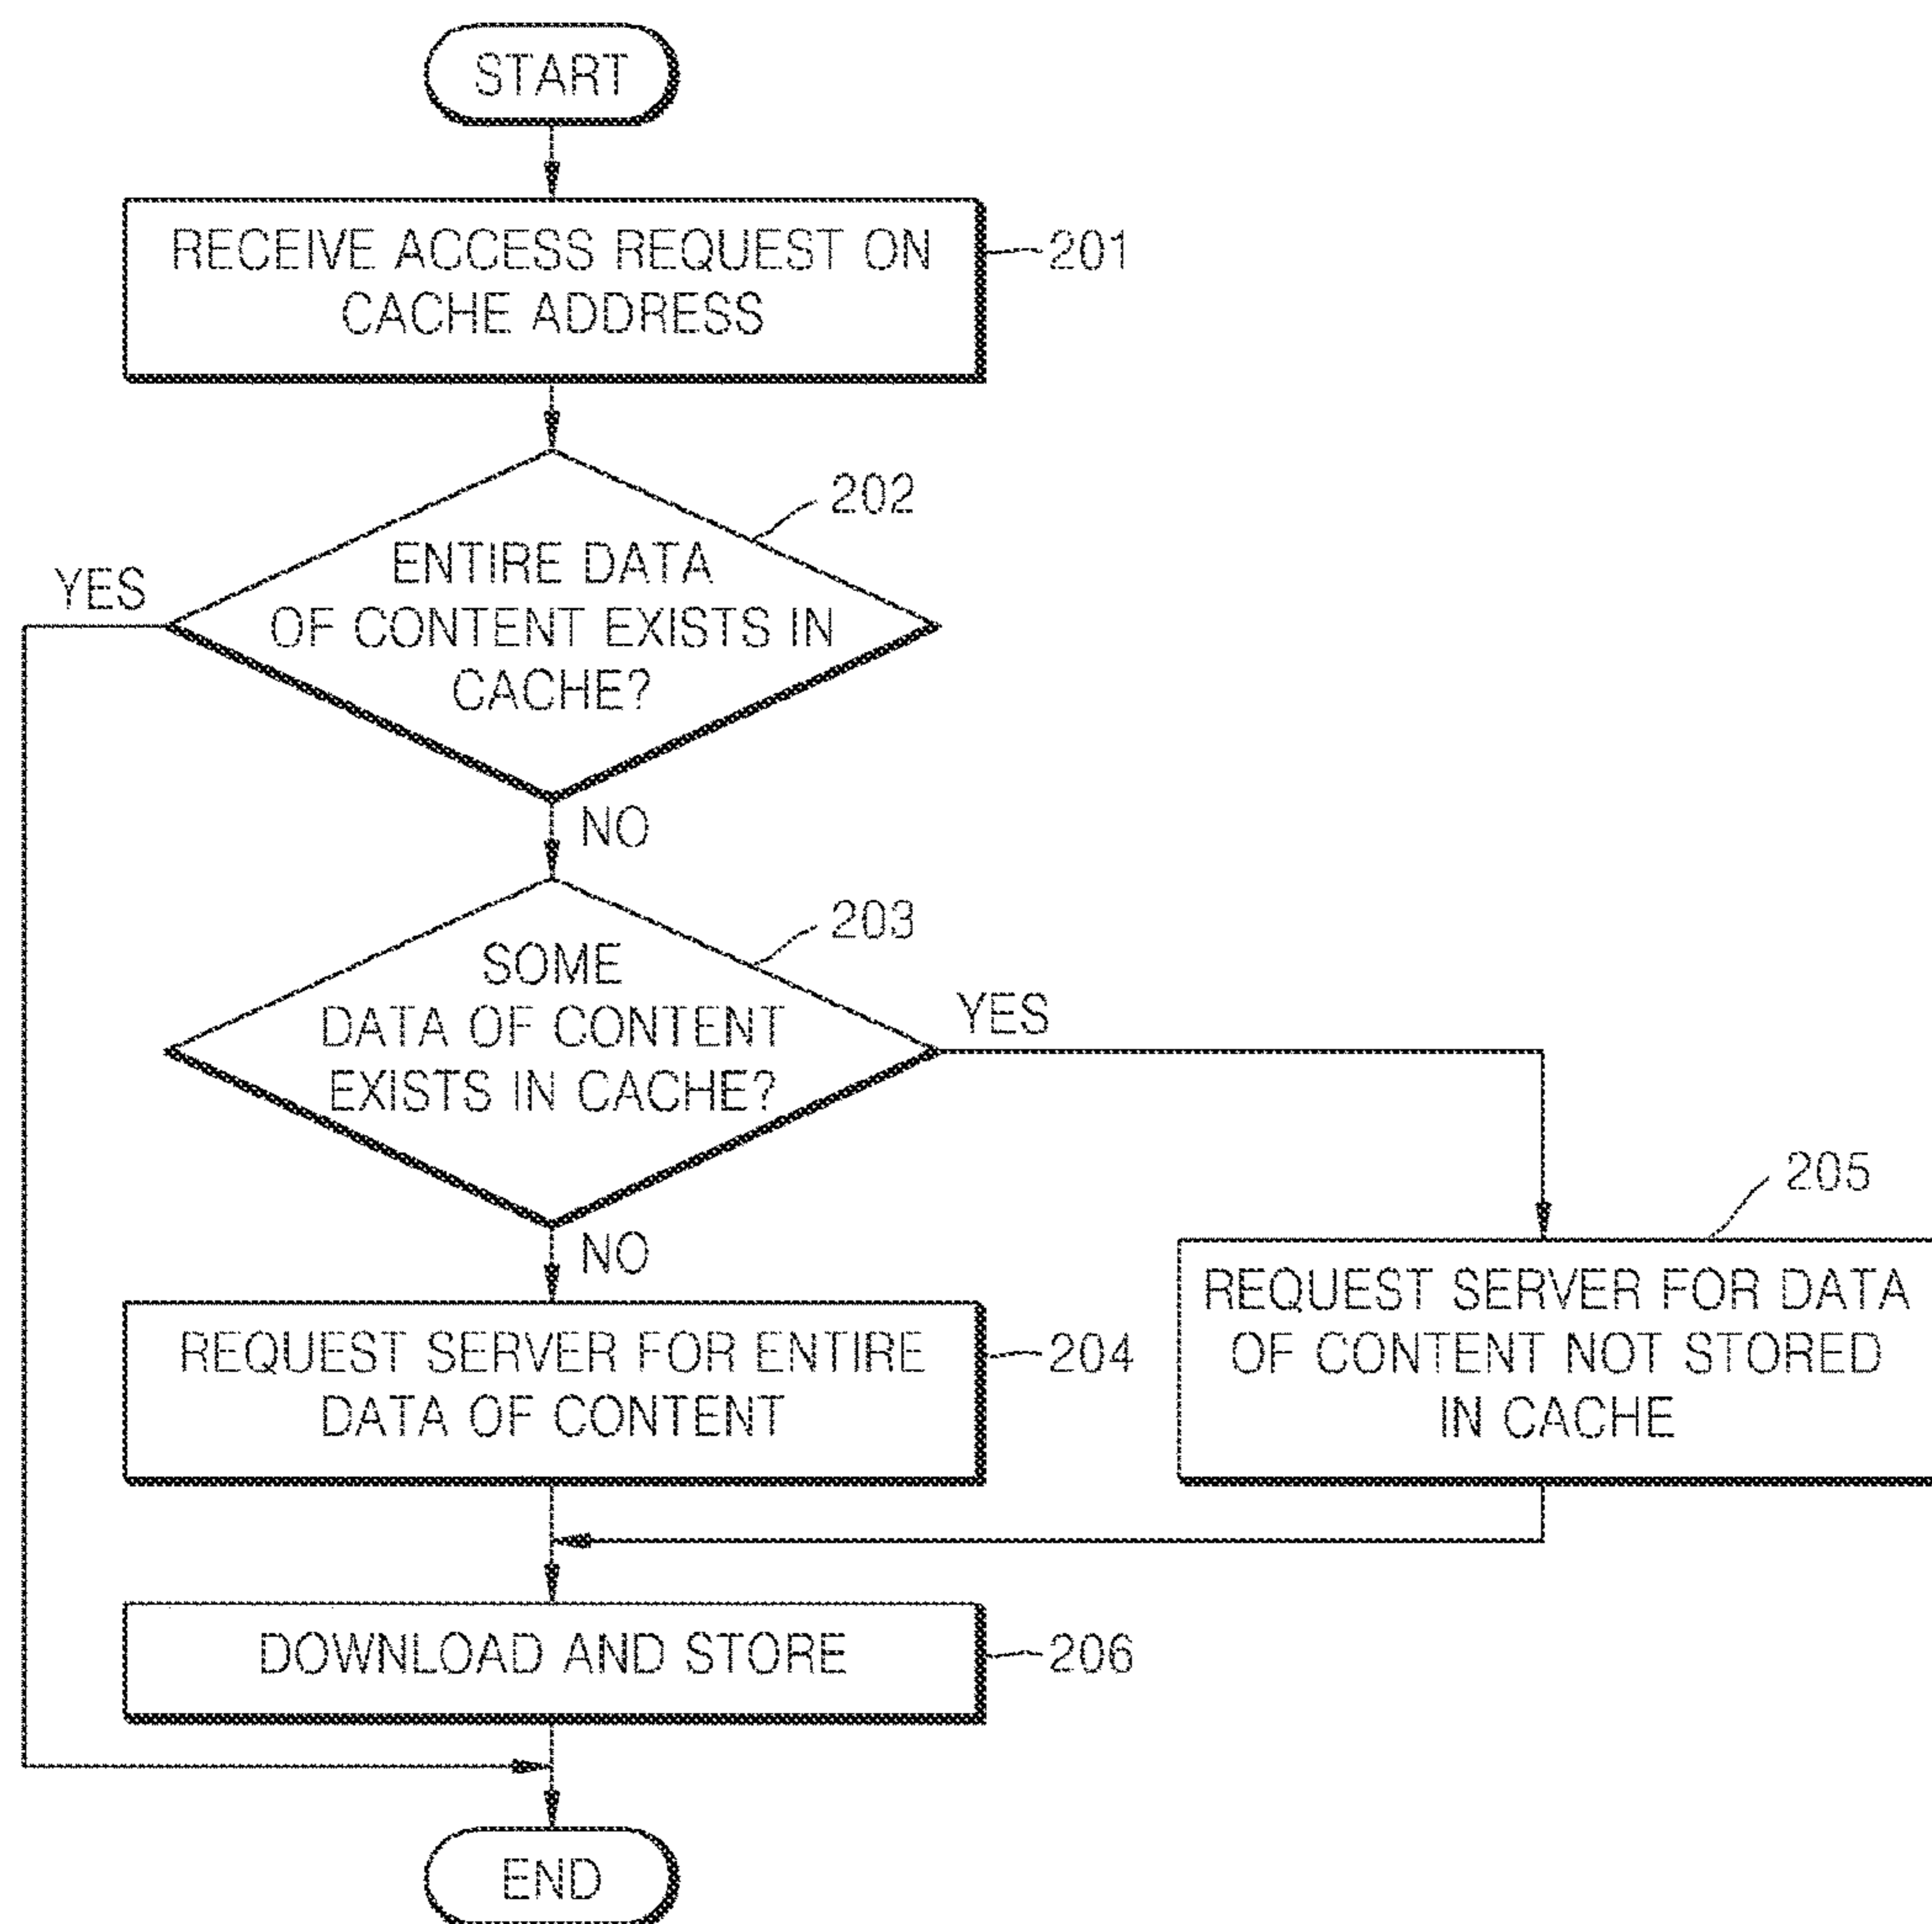 START
RECEIVE ACCESS REQUEST ON
CACHE ADDRESS
201
202
ENTIRE DATA
OF CONTENT EXISTS IN
CACHE?
YES
NO
203
SOME
DATA OF CONTENT
EXISTS IN CACHE?
YES
NO
205
REQUEST SERVER FOR DATA
OF CONTENT NOT STORED
IN CACHE
REQUEST SERVER FOR ENTIRE
DATA OF CONTENT
204
DOWNLOAD AND STORE
206
END